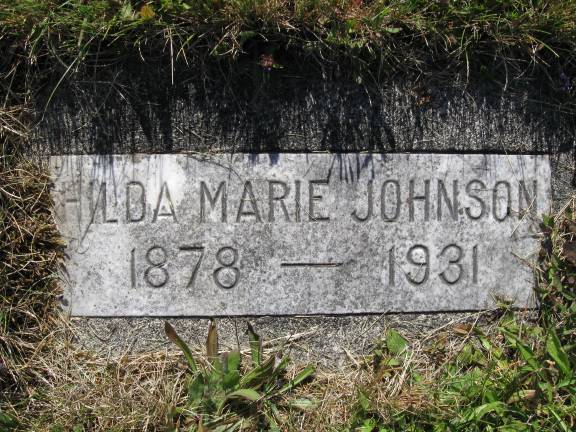 HILDA MARIE JOHNSON
1878 — 1931